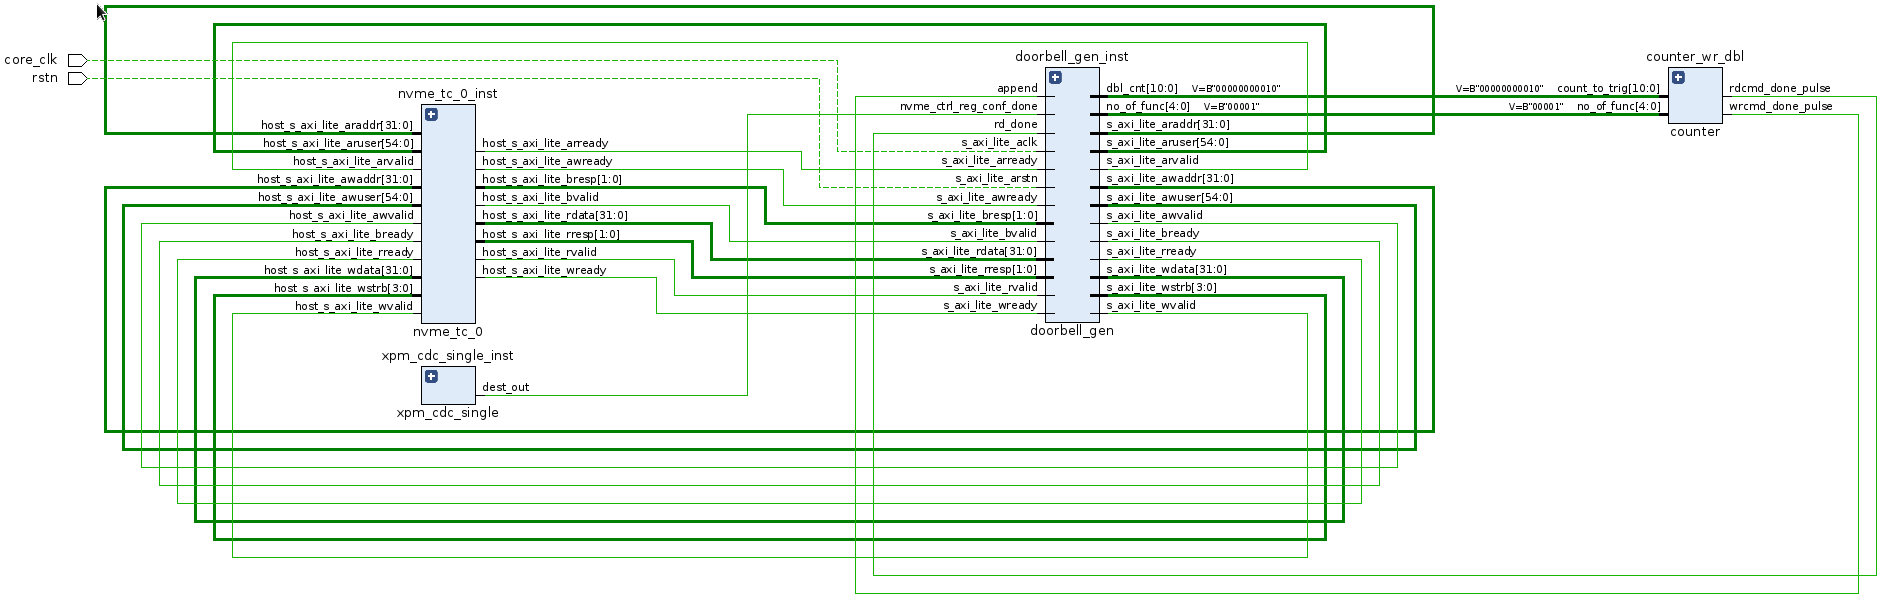 core_clk
rstn
nvme_tc_0_inst
host_s_axi_lite_araddr[31:0]
host_s_axi_lite_aruser[54:0]
host_s_axi_lite_arvalid
host_s_axi_lite_awaddr[31:0]
host_s_axi_lite_awuser[54:0]
host_s_axi_lite_awvalid
host_s_axi_lite_bready
host_s_axi_lite_rready
host_s_axi_lite_wdata[31:0]
host_s_axi_lite_wstrb[3:0]
host_s_axi_lite_wvalid
host_s_axi_lite_arready
host_s_axi_lite_awready
host_s_axi_lite_bresp[1:0]
host_s_axi_lite_bvalid
host_s_axi_lite_rdata[31:0]
host_s_axi_lite_rresp[1:0]
host_s_axi_lite_rvalid
host_s_axi_lite_wready
nvme_tc_0
xpm_cdc_single_inst
dest_out
xpm_cdc_single
doorbell_gen_inst
append
nvme_ctrl_reg_conf_done
rd_done
s_axi_lite_aclk
s_axi_lite_arready
s_axi_lite_arstn
s_axi_lite_awready
s_axi_lite_bresp[1:0]
s_axi_lite_bvalid
s_axi_lite_rdata[31:0]
s_axi_lite_rresp[1:0]
s_axi_lite_rvalid
s_axi_lite_wready
dbl_cnt[10:0] V=B"00000000010"
no_of_func[4:0] V=B"00001"
s_axi_lite_araddr[31:0]
s_axi_lite_aruser[54:0]
s_axi_lite_arvalid
s_axi_lite_awaddr[31:0]
s_axi_lite_awuser[54:0]
s_axi_lite_awvalid
s_axi_lite_bready
s_axi_lite_rready
s_axi_lite_wdata[31:0]
s_axi_lite_wstrb[3:0]
s_axi_lite_wvalid
doorbell_gen
counter_wr_dbl
V=B"00000000010" count_to_trig[10:0]
V=B"00001" no_of_func[4:0]
rdcmd_done_pulse
wrcmd_done_pulse
counter